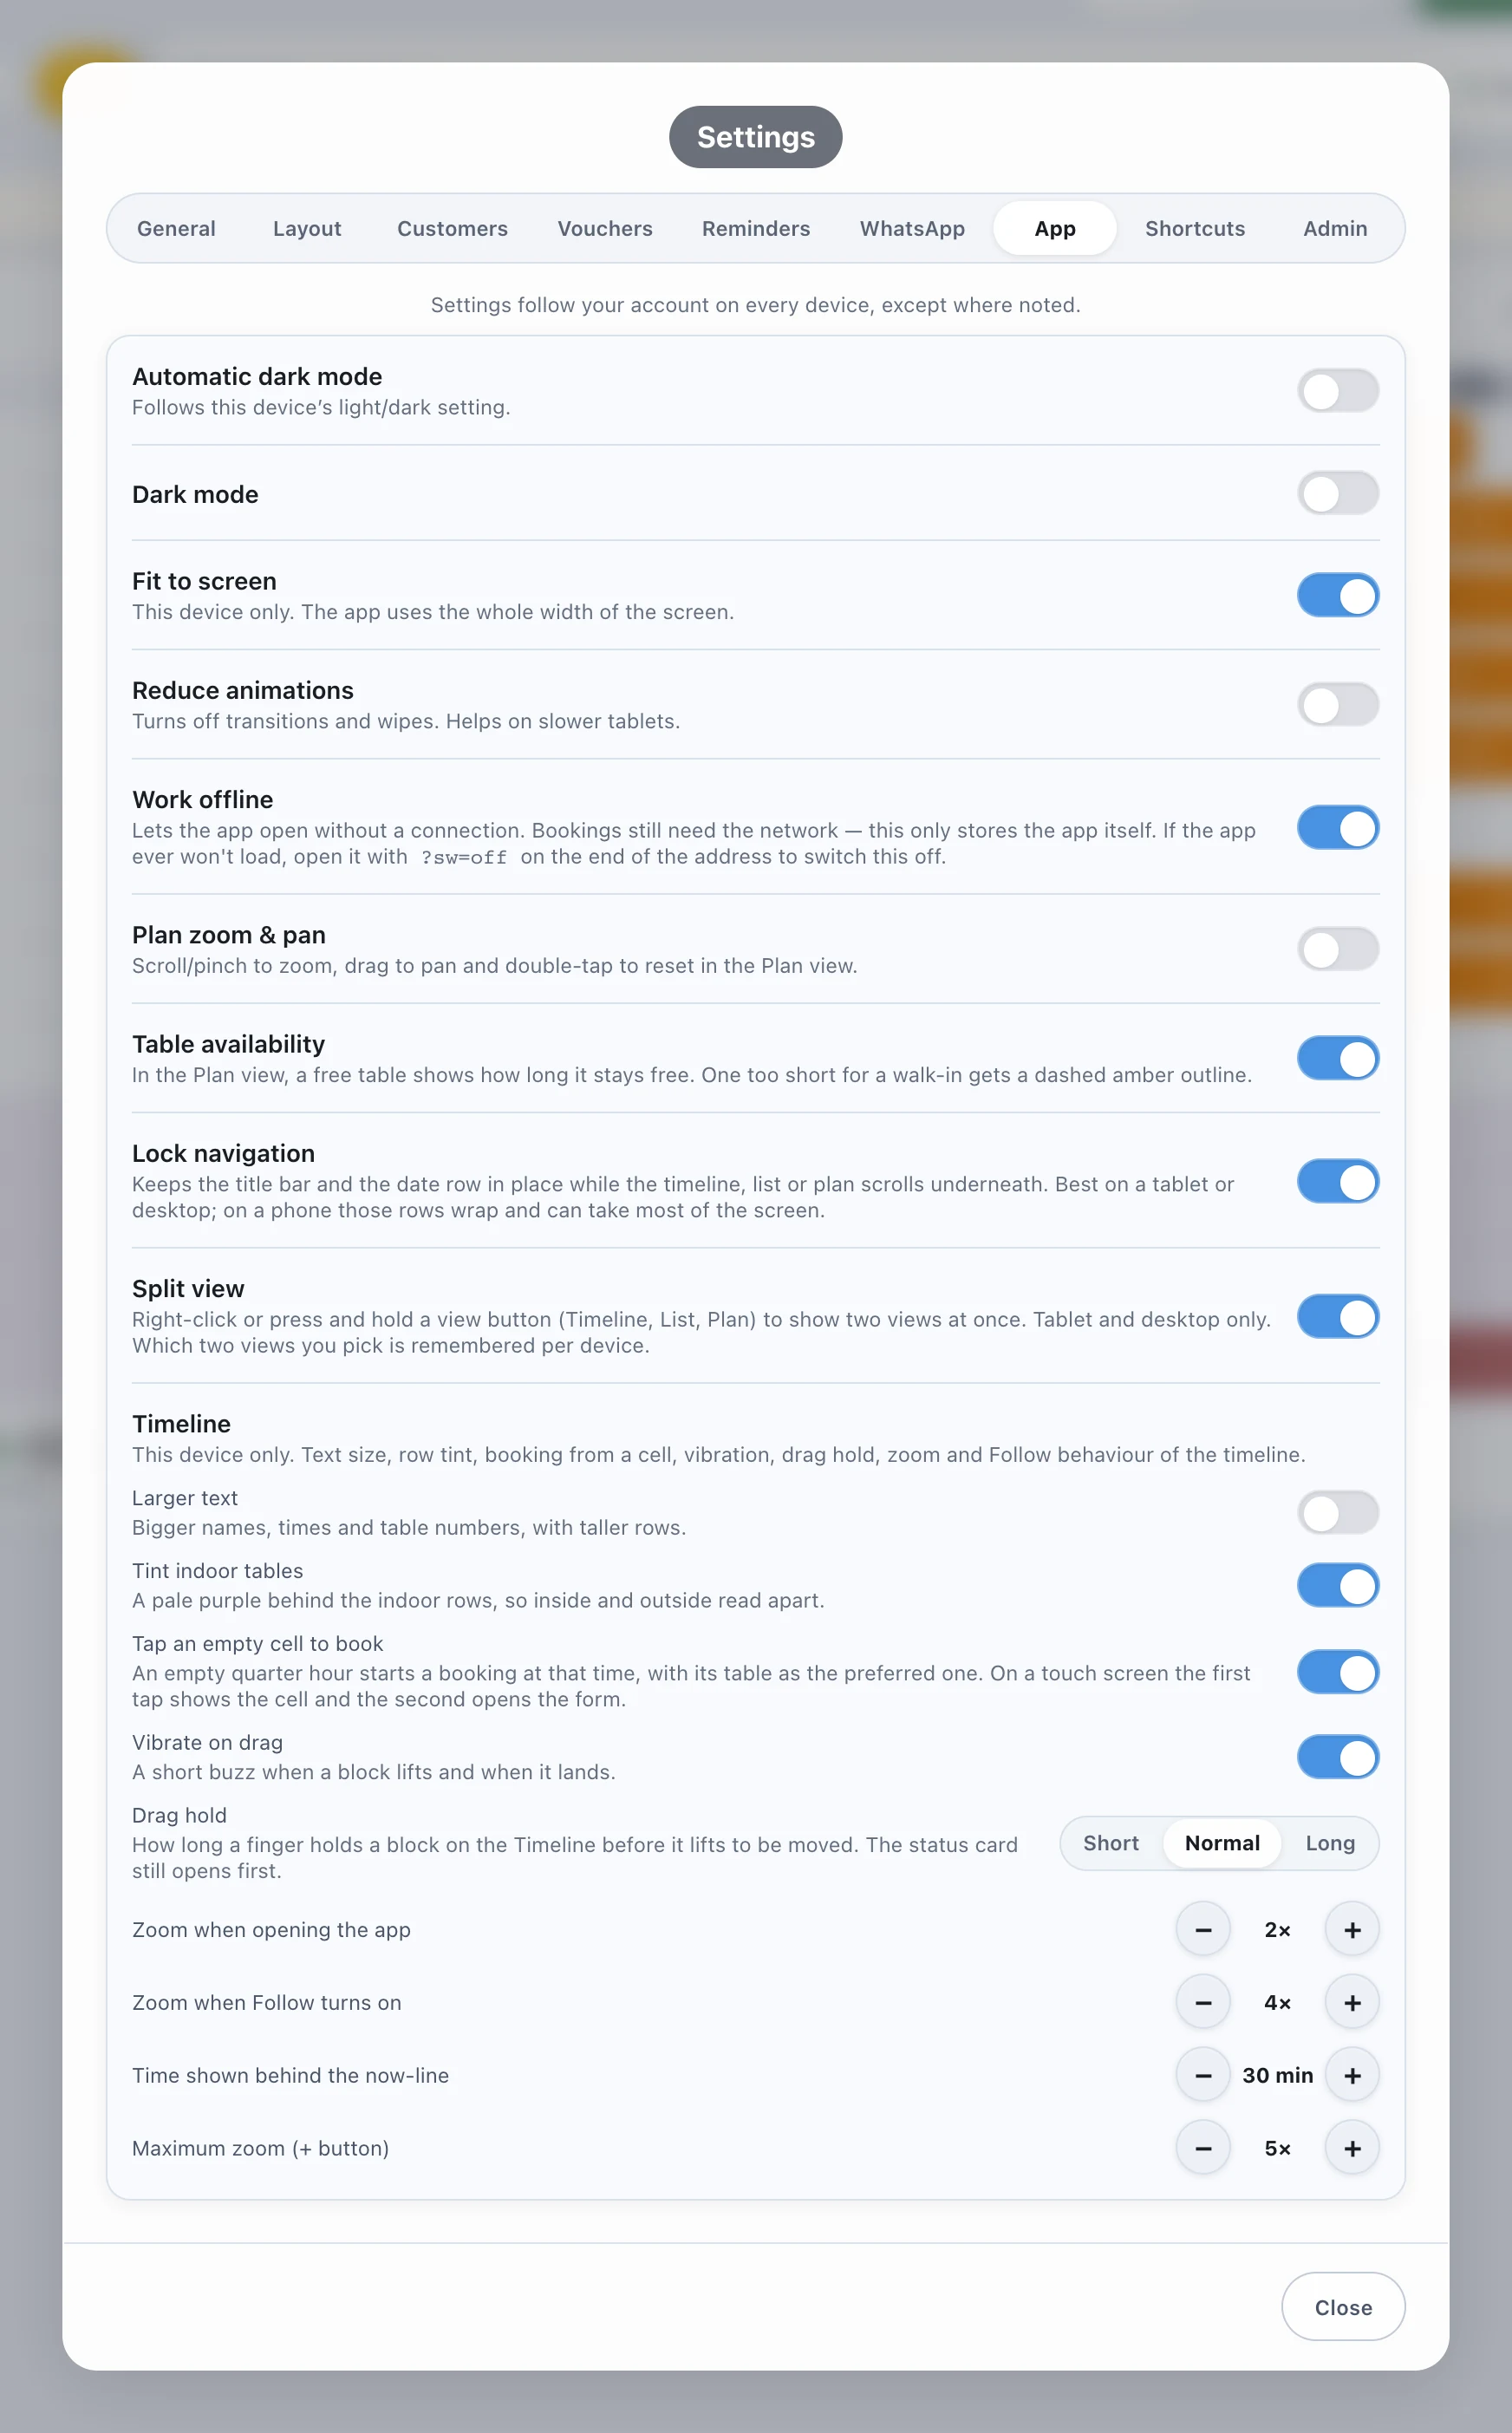 Settings
General
Layout
Customers
Vouchers
Reminders
WhatsApp
App
Shortcuts
Admin
Settings follow your account on every device, except where noted.
Automatic dark mode
Follows this device’s light/dark setting.
Dark mode
Fit to screen
This device only. The app uses the whole width of the screen.
Reduce animations
Turns off transitions and wipes. Helps on slower tablets.
Work offline
Lets the app open without a connection. Bookings still need the network — this only stores the app itself. If the app
ever won't load, open it with ?sw=off on the end of the address to switch this off.
Plan zoom & pan
Scroll/pinch to zoom, drag to pan and double-tap to reset in the Plan view.
Table availability
In the Plan view, a free table shows how long it stays free. One too short for a walk-in gets a dashed amber outline.
Lock navigation
Keeps the title bar and the date row in place while the timeline, list or plan scrolls underneath. Best on a tablet or
desktop; on a phone those rows wrap and can take most of the screen.
Split view
Right-click or press and hold a view button (Timeline, List, Plan) to show two views at once. Tablet and desktop only.
Which two views you pick is remembered per device.
Timeline
This device only. Text size, row tint, booking from a cell, vibration, drag hold, zoom and Follow behaviour of the timeline.
Larger text
Bigger names, times and table numbers, with taller rows.
Tint indoor tables
A pale purple behind the indoor rows, so inside and outside read apart.
Tap an empty cell to book
An empty quarter hour starts a booking at that time, with its table as the preferred one. On a touch screen the first
tap shows the cell and the second opens the form.
Vibrate on drag
A short buzz when a block lifts and when it lands.
Drag hold
How long a finger holds a block on the Timeline before it lifts to be moved. The status card
still opens first.
Short
Normal
Long
Zoom when opening the app
− 2× +
Zoom when Follow turns on
− 4× +
Time shown behind the now-line
− 30 min +
Maximum zoom (+ button)
− 5× +
Close